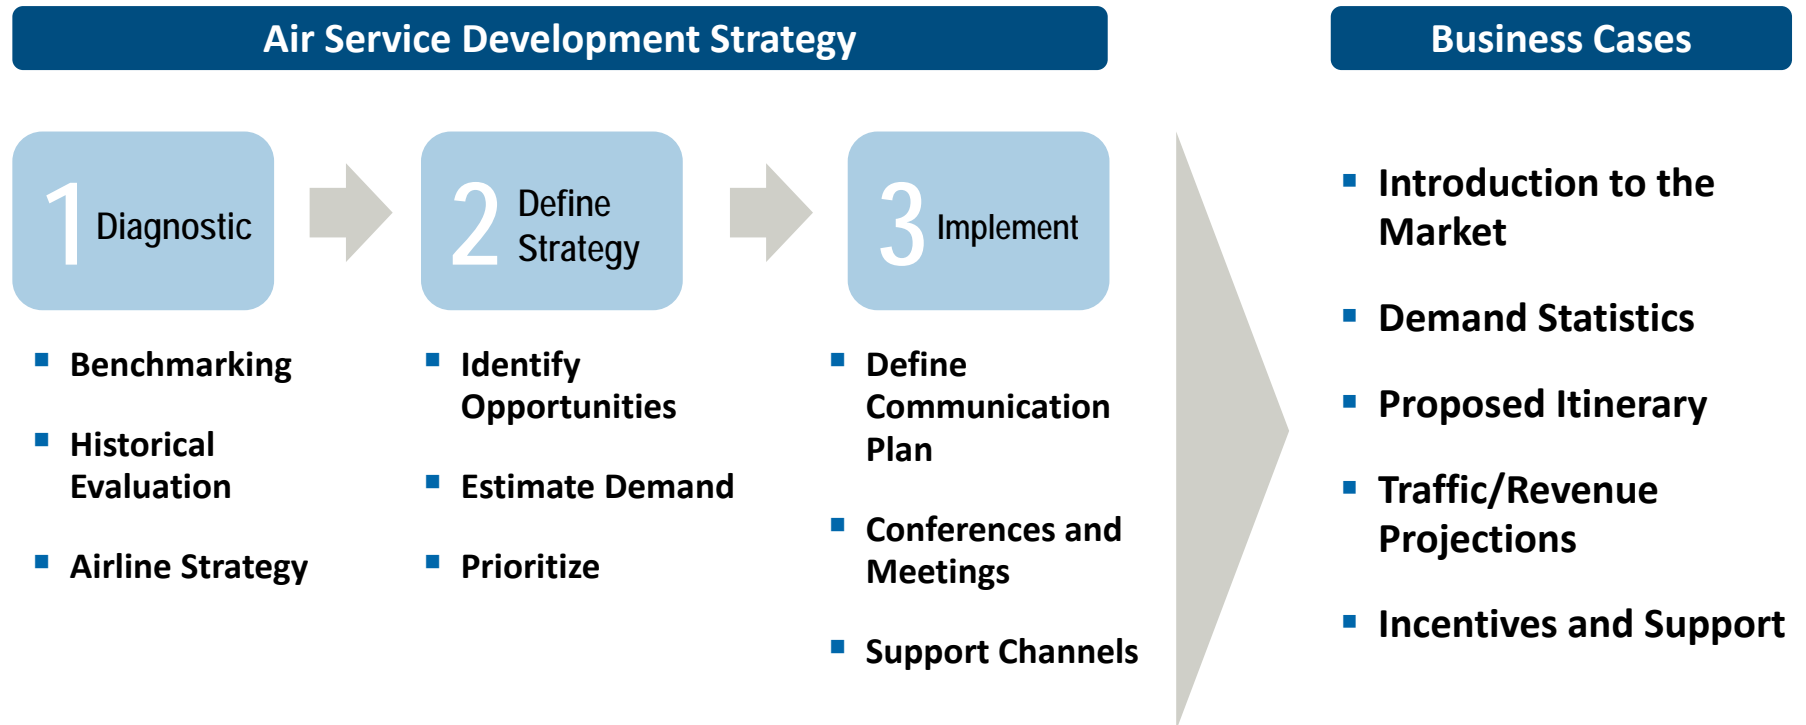 Air Service Development Strategy
Business Cases
1 Diagnostic
2 Define
Strategy
3 Implement
Benchmarking
Historical
Evaluation
Airline Strategy
Identify
Opportunities
Estimate Demand
Prioritize
Define
Communication
Plan
Conferences and
Meetings
Support Channels
Introduction to the
Market
Demand Statistics
Proposed Itinerary
Traffic/Revenue
Projections
Incentives and Support